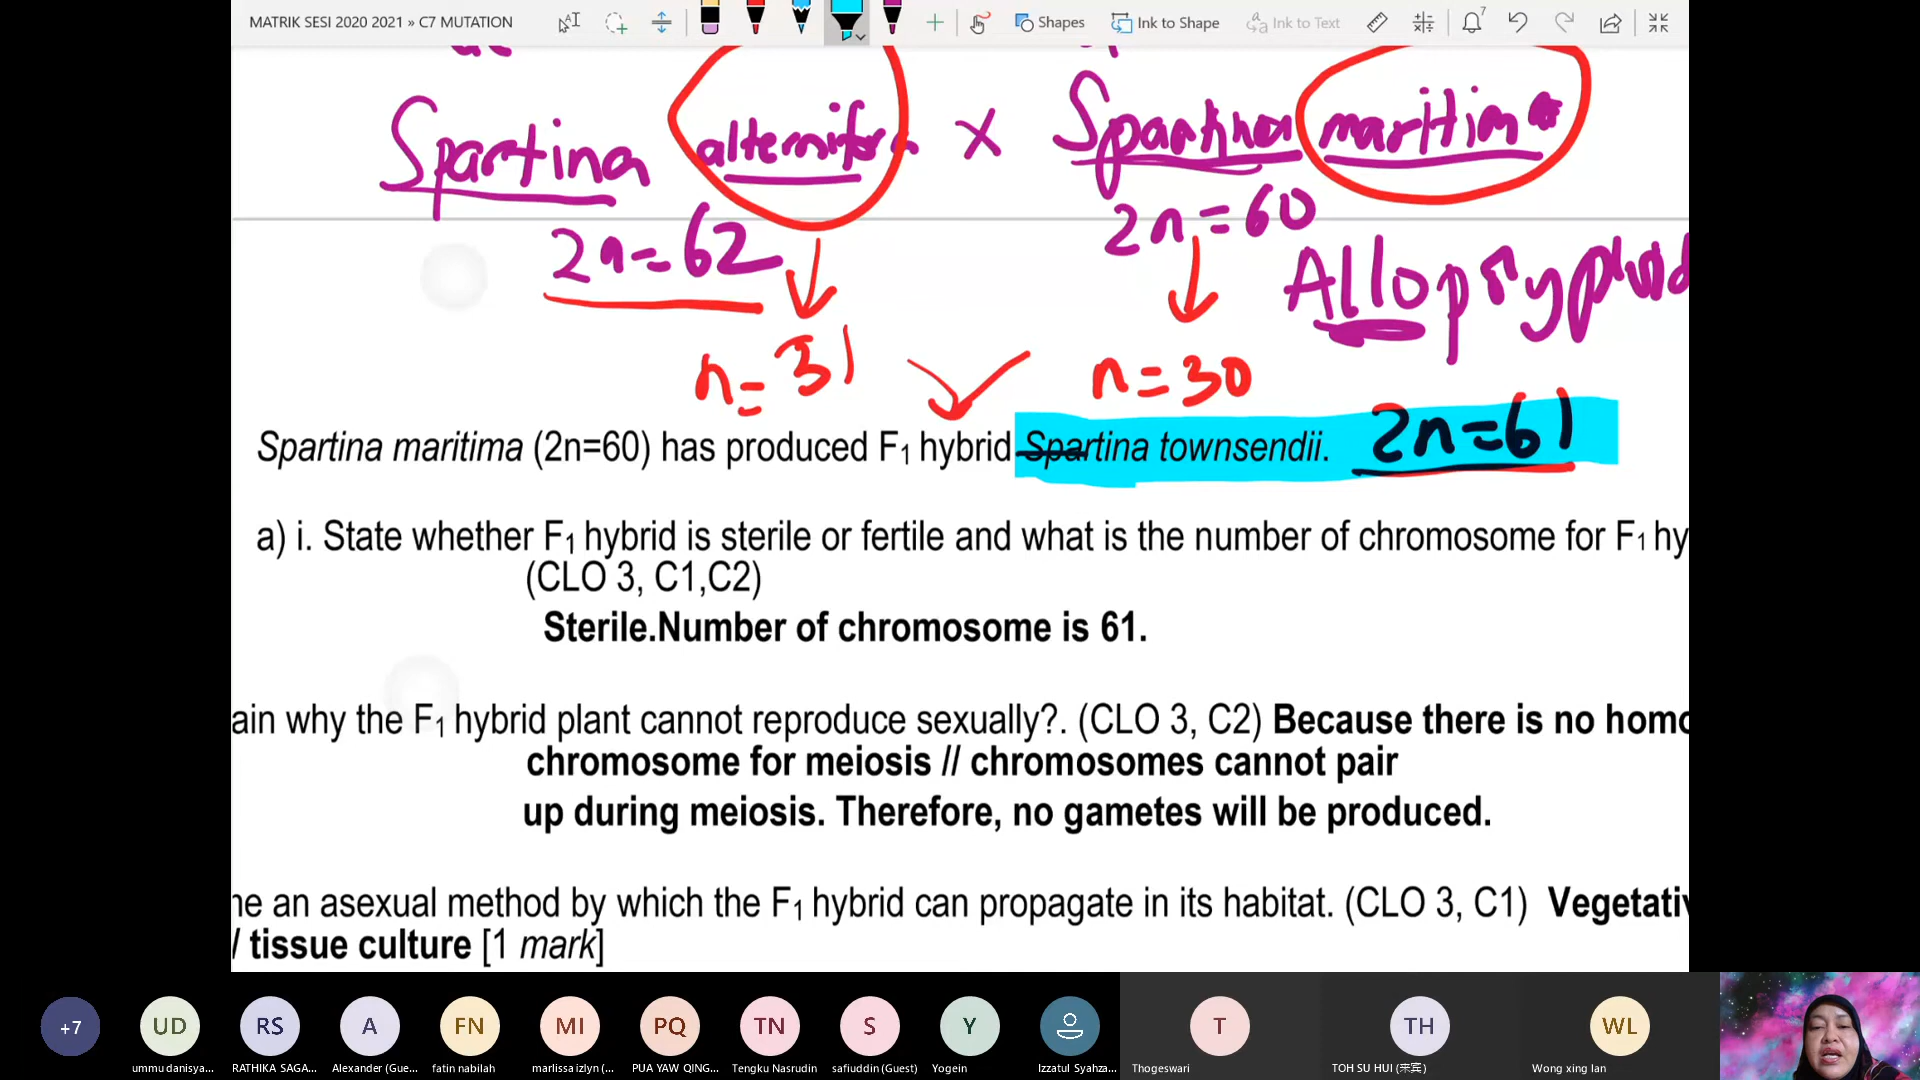 MATRIK SESI 2020 2021 » C7 MUTATION
Shapes
Ink to Shape
Ink to Text
7
Spartina alternifora x Spartina maritima
2n=62
2n=60
n=31
n=30
Spartina maritima (2n=60) has produced F1 hybrid Spartina townsendii. 2n=61
a) i. State whether F1 hybrid is sterile or fertile and what is the number of chromosome for F1 hy
(CLO 3, C1,C2)
Sterile.Number of chromosome is 61.
ain why the F1 hybrid plant cannot reproduce sexually?. (CLO 3, C2) Because there is no homo
chromosome for meiosis // chromosomes cannot pair
up during meiosis. Therefore, no gametes will be produced.
ne an asexual method by which the F1 hybrid can propagate in its habitat. (CLO 3, C1) Vegetativ
/ tissue culture [1 mark]
+7 UD RS A FN MI PQ TN S Y T TH WL
ummu danisya... RATHIKA SAGA... Alexander (Gue... fatin nabilah marlissa izlyn (... PUA YAW QING... Tengku Nasrudin safiuddin (Guest) Yogein Izzatul Syahza... Thogeswari TOH SU HUI (来宾) Wong xing lan